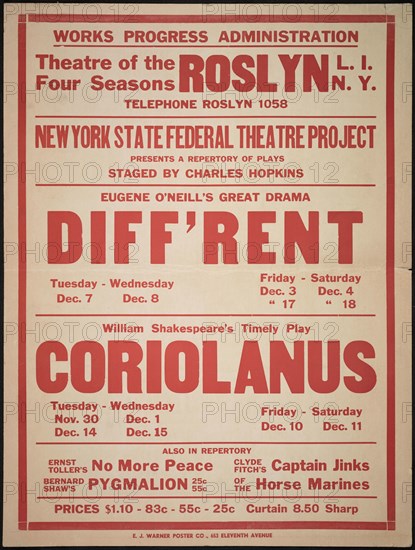 WORKS PROGRESS ADMINISTRATION
Theatre of the Four Seasons ROSLYN L. I. N. Y.
TELEPHONE ROSLYN 1058
NEW YORK STATE FEDERAL THEATRE PROJECT
PRESENTS A REPERTORY OF PLAYS
STAGED BY CHARLES HOPKINS
EUGENE O'NEILL'S GREAT DRAMA
DIFF'RENT
Tuesday - Wednesday
Dec. 7 Dec. 8
Friday - Saturday
Dec. 3 Dec. 4
" 17 " 18
William Shakespeare's Timely Play
CORIOLANUS
Tuesday - Wednesday
Nov. 30 Dec. 1
Dec. 14 Dec. 15
Friday - Saturday
Dec. 10 Dec. 11
ALSO IN REPERTORY
ERNST TOLLER'S No More Peace
BERNARD SHAW'S PYGMALION 25c 55c
CLYDE FITCH'S Captain Jinks
OF THE Horse Marines
PRICES $1.10 - 83c - 55c - 25c Curtain 8.50 Sharp
E. J. WARNER POSTER CO., 653 ELEVENTH AVENUE
PHOTO12